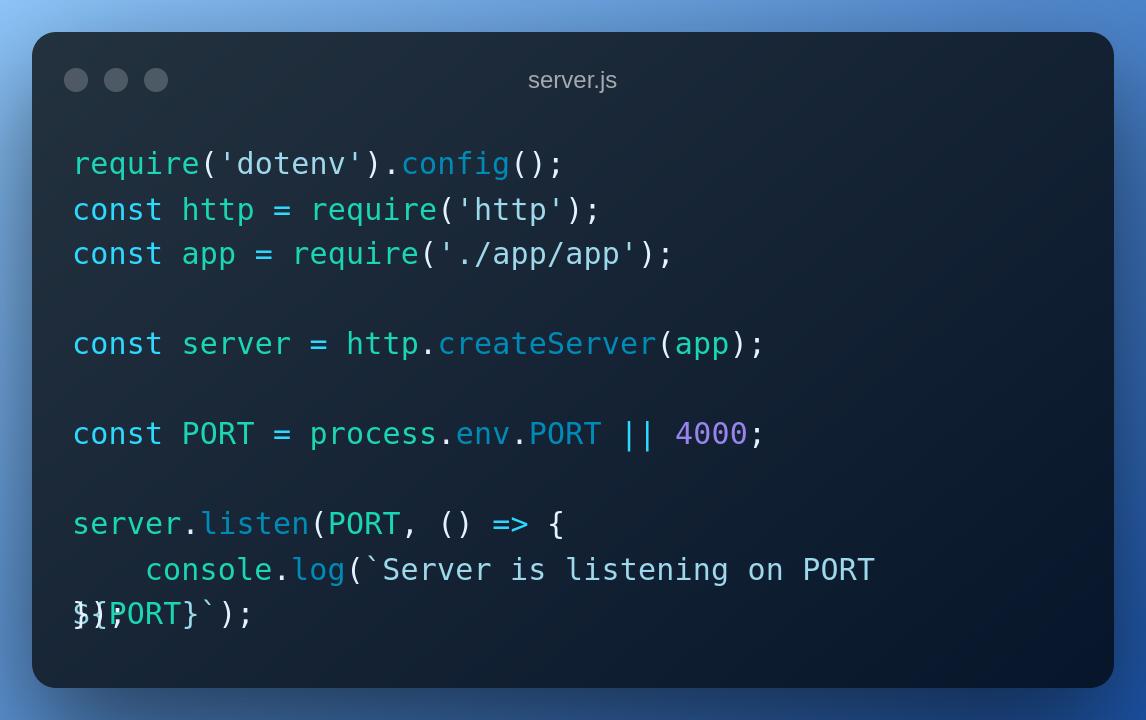 server.js
require('dotenv').config();
const http = require('http');
const app = require('./app/app');
const server = http.createServer(app);
const PORT = process.env.PORT || 4000;
server.listen(PORT, () => {
    console.log(`Server is listening on PORT
${PORT}`);
});